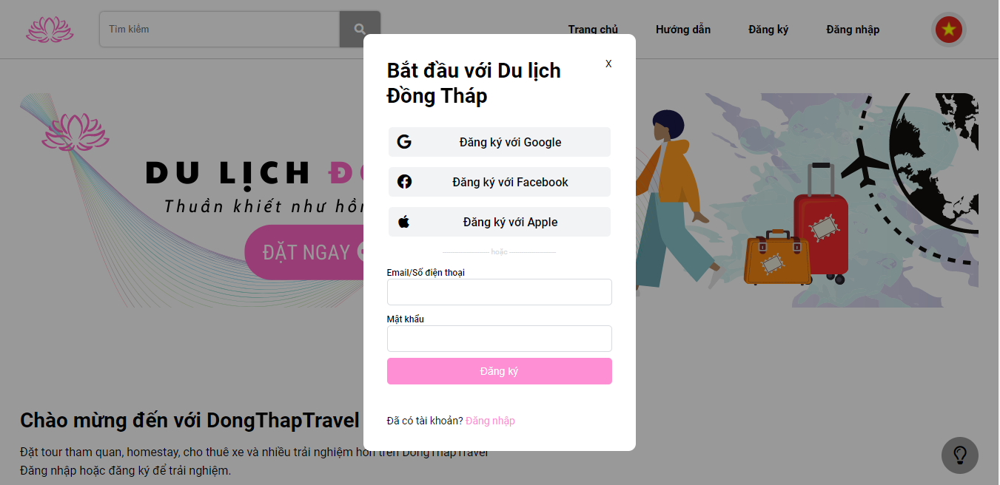 Tìm kiếm
Trang chủ
Hướng dẫn
Đăng ký
Đăng nhập
Bắt đầu với Du lịch
Đồng Tháp
X
Đăng ký với Google
Đăng ký với Facebook
Đăng ký với Apple
hoặc
Email/Số điện thoại
Mật khẩu
Đăng ký
Đã có tài khoản? Đăng nhập
DU LỊCH
Thuần khiết như
ĐẶT NGAY
Chào mừng đến với DongThapTravel
Đặt tour tham quan, homestay, cho thuê xe và nhiều trải nghiệm hơn trên DongThapTravel
Đăng nhập hoặc đăng ký để trải nghiệm.